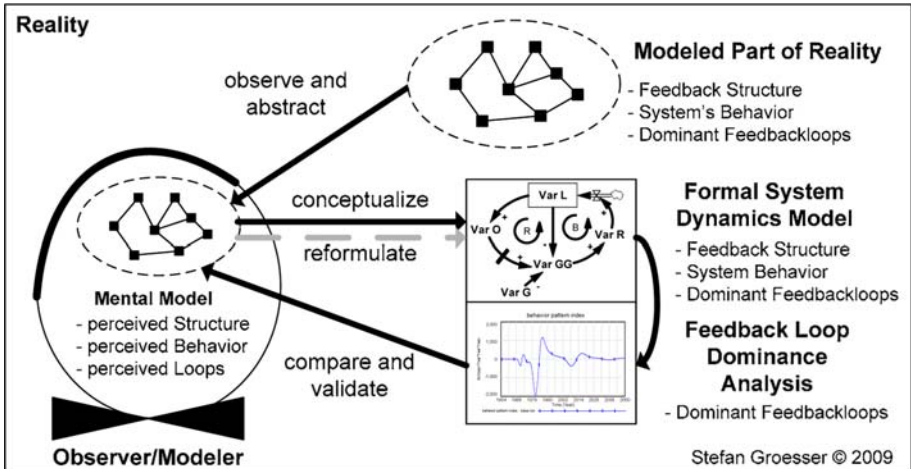 Reality
Modeled Part of Reality
- Feedback Structure
- System's Behavior
- Dominant Feedbackloops
observe and
abstract
conceptualize
reformulate
Mental Model
- perceived Structure
- perceived Behavior
- perceived Loops
compare and
validate
Observer/Modeler
Var L
Var O
R
B
Var R
Var GG
Var G
+
+
+
+
-
-
Formal System
Dynamics Model
- Feedback Structure
- System Behavior
- Dominant Feedbackloops
behavior pattern index
Time (Year)
Feedback Loop
Dominance
Analysis
- Dominant Feedbackloops
Stefan Groesser © 2009